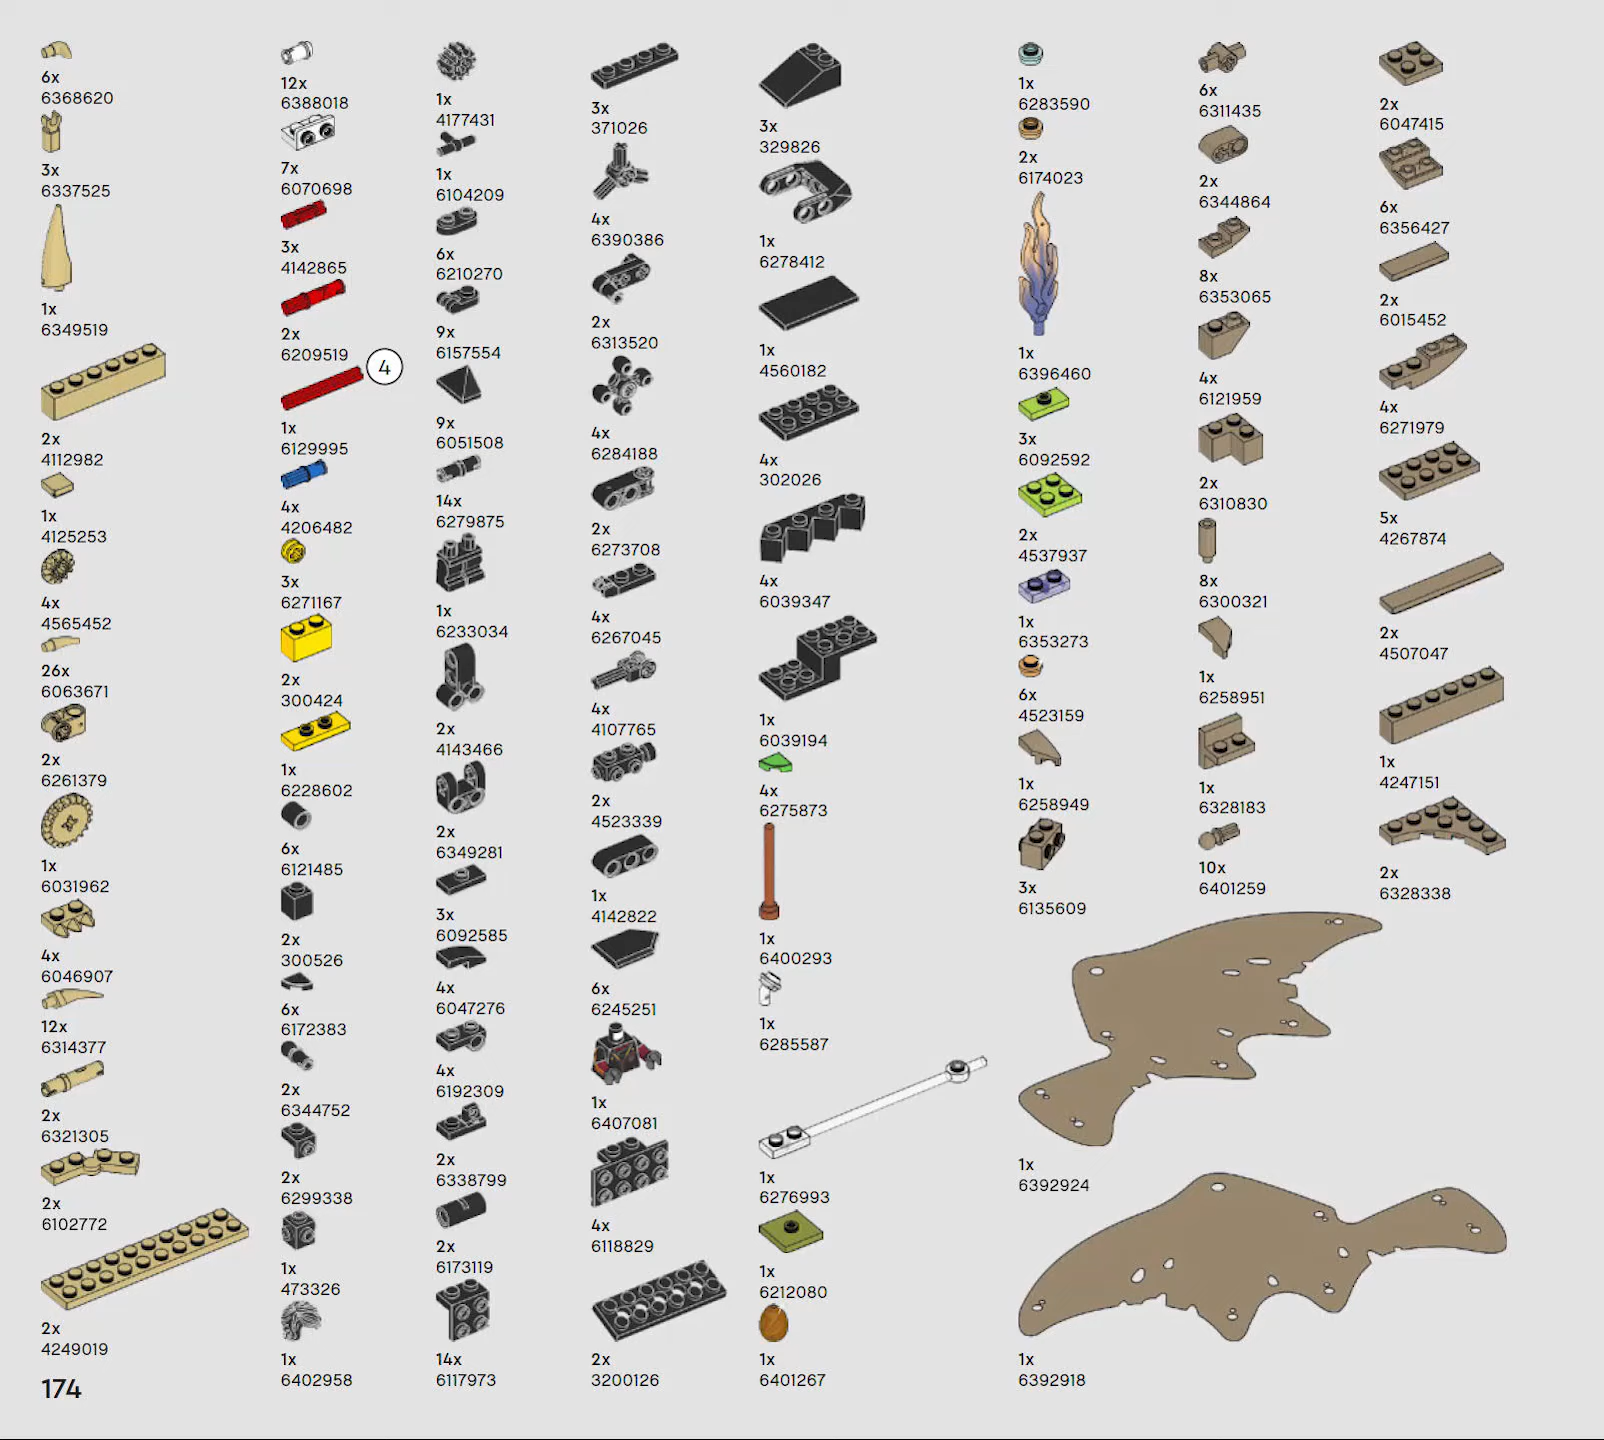 6x
6368620
3x
6337525
1x
6349519
2x
4112982
1x
4125253
4x
4565452
26x
6063671
2x
6261379
1x
6031962
4x
6046907
12x
6314377
2x
6321305
2x
6102772
2x
4249019
174
12x
6388018
7x
6070698
3x
4142865
2x
6209519
4
1x
6129995
4x
4206482
3x
6271167
2x
300424
1x
6228602
6x
6121485
2x
300526
6x
6172383
2x
6344752
2x
6299338
1x
473326
1x
6402958
1x
4177431
1x
6104209
6x
6210270
9x
6157554
9x
6051508
14x
6279875
1x
6233034
2x
4143466
2x
6349281
3x
6092585
4x
6047276
4x
6192309
2x
6338799
2x
6173119
14x
6117973
3x
371026
4x
6390386
2x
6313520
4x
6284188
2x
6273708
4x
6267045
4x
4107765
2x
4523339
1x
4142822
6x
6245251
1x
6407081
4x
6118829
2x
3200126
3x
329826
1x
6278412
1x
4560182
4x
302026
4x
6039347
1x
6039194
4x
6275873
1x
6400293
1x
6285587
1x
6276993
1x
6212080
1x
6401267
1x
6283590
2x
6174023
1x
6396460
3x
6092592
2x
4537937
1x
6353273
6x
4523159
1x
6258949
3x
6135609
1x
6392924
1x
6392918
6x
6311435
2x
6344864
8x
6353065
4x
6121959
2x
6310830
8x
6300321
1x
6258951
1x
6328183
10x
6401259
2x
6047415
6x
6356427
2x
6015452
4x
6271979
5x
4267874
2x
4507047
1x
4247151
2x
6328338